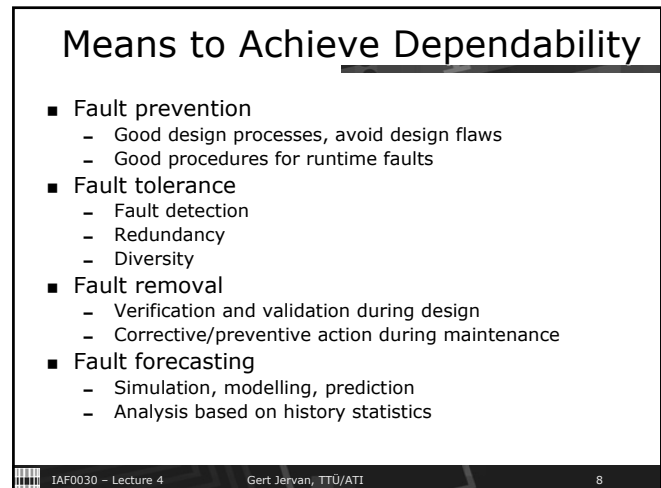 Means to Achieve Dependability
■ Fault prevention
– Good design processes, avoid design flaws
– Good procedures for runtime faults
■ Fault tolerance
– Fault detection
– Redundancy
– Diversity
■ Fault removal
– Verification and validation during design
– Corrective/preventive action during maintenance
■ Fault forecasting
– Simulation, modelling, prediction
– Analysis based on history statistics
IAF0030 – Lecture 4 Gert Jervan, TTÜ/ATI 8